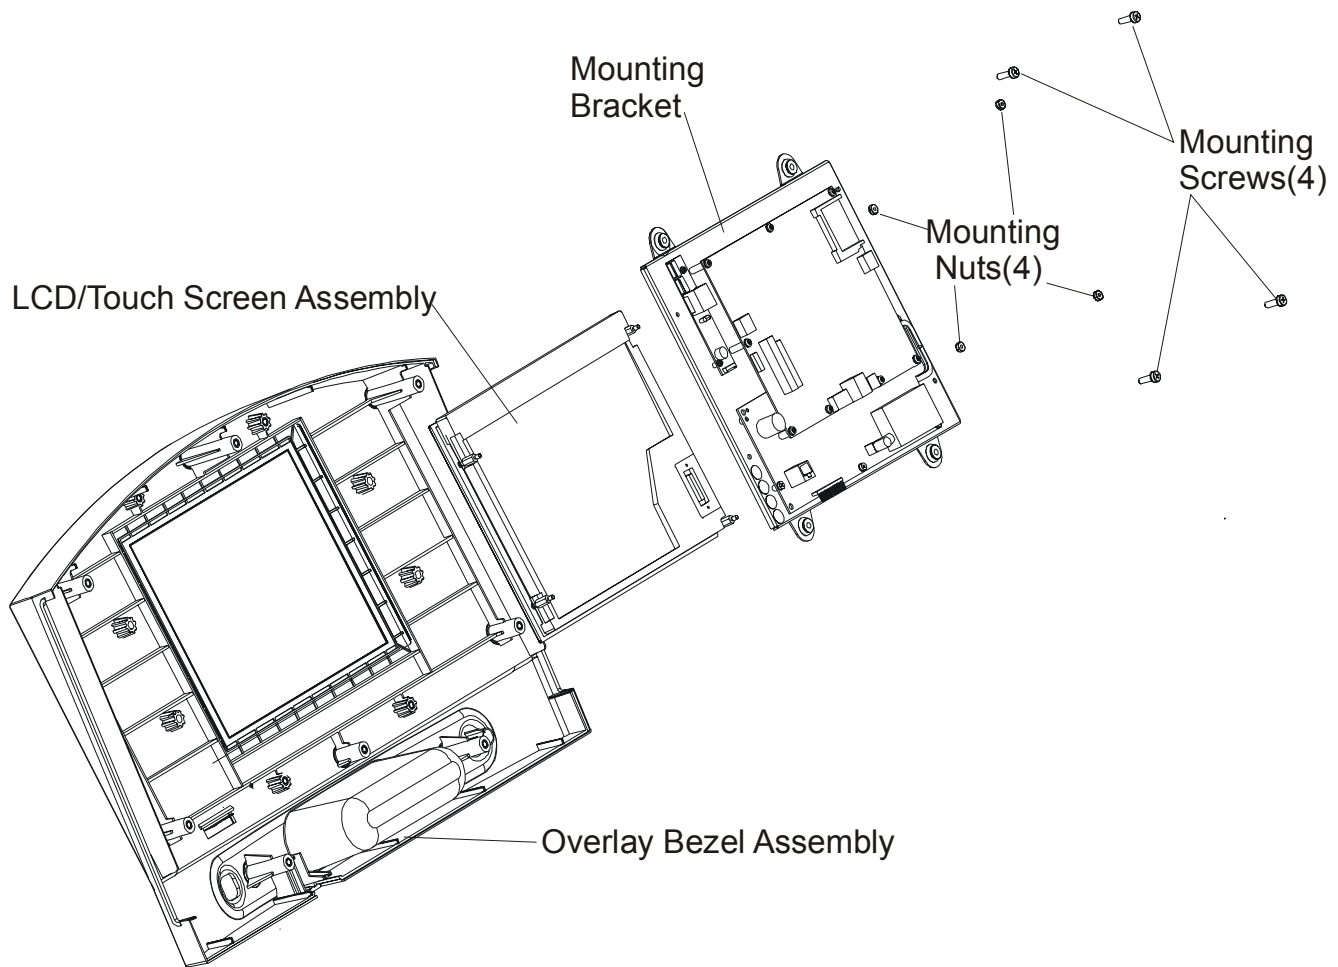 Mounting
Bracket
Mounting
Screws(4)
Mounting
Nuts(4)
LCD/Touch Screen Assembly
Overlay Bezel Assembly